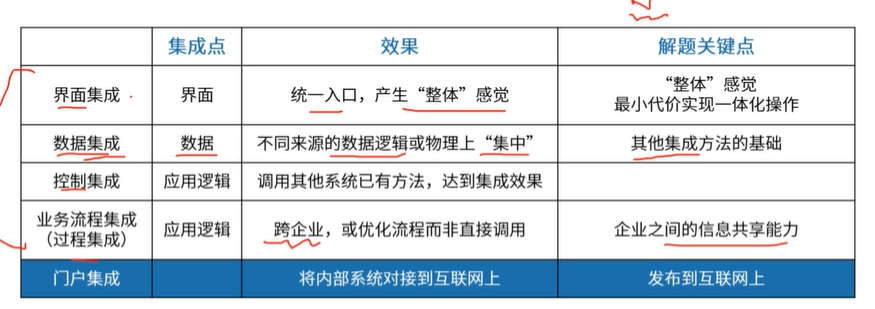 集成点 效果 解题关键点
界面集成 界面 统一入口，产生“整体”感觉 “整体”感觉
最小代价实现一体化操作
数据集成 数据 不同来源的数据逻辑或物理上“集中” 其他集成方法的基础
控制集成 应用逻辑 调用其他系统已有方法，达到集成效果
业务流程集成
（过程集成） 应用逻辑 跨企业，或优化流程而非直接调用 企业之间的信息共享能力
门户集成 将内部系统对接到互联网上 发布到互联网上